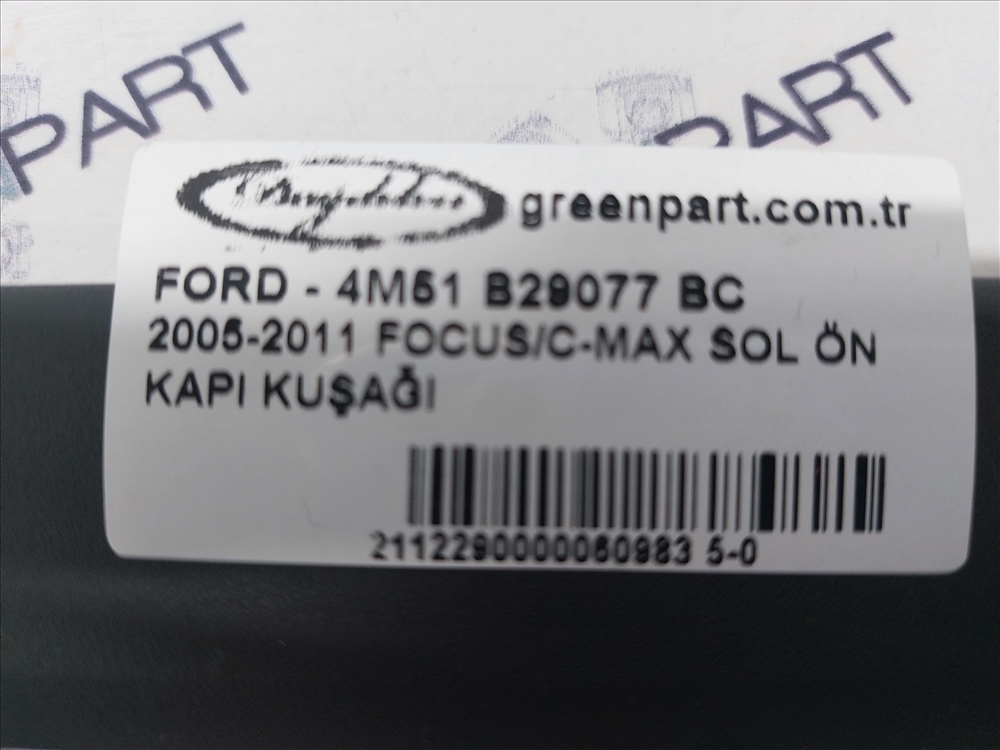 PART
PART
greenpart.com.tr
FORD - 4M51 B29077 BC
2005-2011 FOCUS/C-MAX SOL ÖN
KAPI KUŞAĞI
2112290000060983 5-0